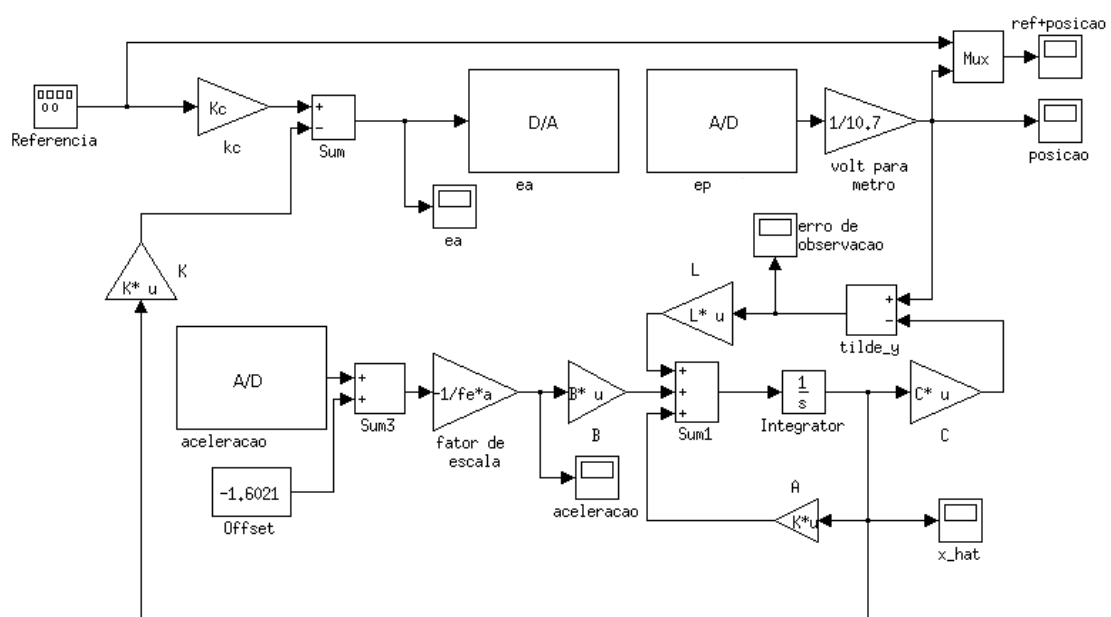 ref+posicao
Mux
Referencia
Kc
kc
+
−
Sum
D/A
ea
A/D
ep
1/10.7
volt para
metro
posicao
ea
erro de
observacao
K
K* u
L
L* u
+
−
tilde_y
A/D
aceleracao
+
+
Sum3
-1/fe*a
fator de
escala
B* u
B
+
+
+
Sum1
1
s
Integrator
C* u
C
-1.6021
Offset
aceleracao
A
K*u
x_hat